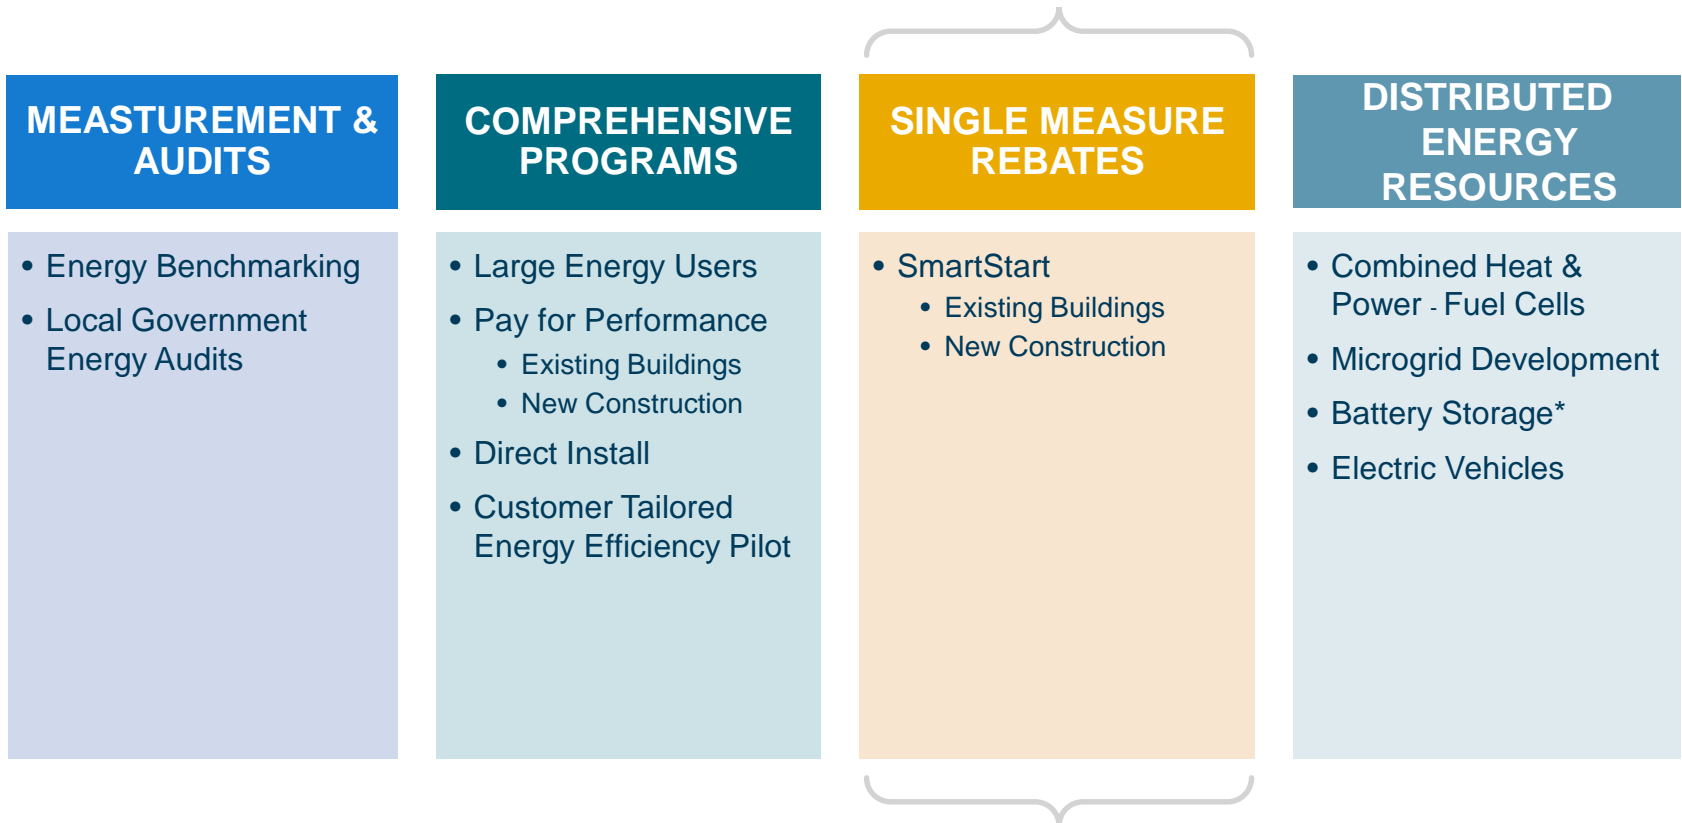 MEASTUREMENT &
AUDITS
• Energy Benchmarking
• Local Government
Energy Audits
COMPREHENSIVE
PROGRAMS
• Large Energy Users
• Pay for Performance
• Existing Buildings
• New Construction
• Direct Install
• Customer Tailored
Energy Efficiency Pilot
SINGLE MEASURE
REBATES
• SmartStart
• Existing Buildings
• New Construction
DISTRIBUTED
ENERGY
RESOURCES
• Combined Heat &
Power - Fuel Cells
• Microgrid Development
• Battery Storage*
• Electric Vehicles